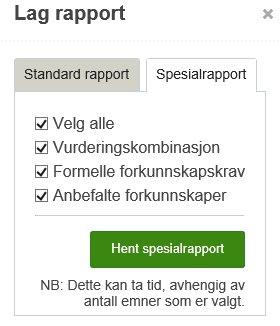 Lag rapport
Standard rapport
Spesialrapport
Velg alle
Vurderingskombinasjon
Formelle forkunnskapskrav
Anbefalte forkunnskaper
Hent spesialrapport
NB: Dette kan ta tid, avhengig av
antall emner som er valgt.